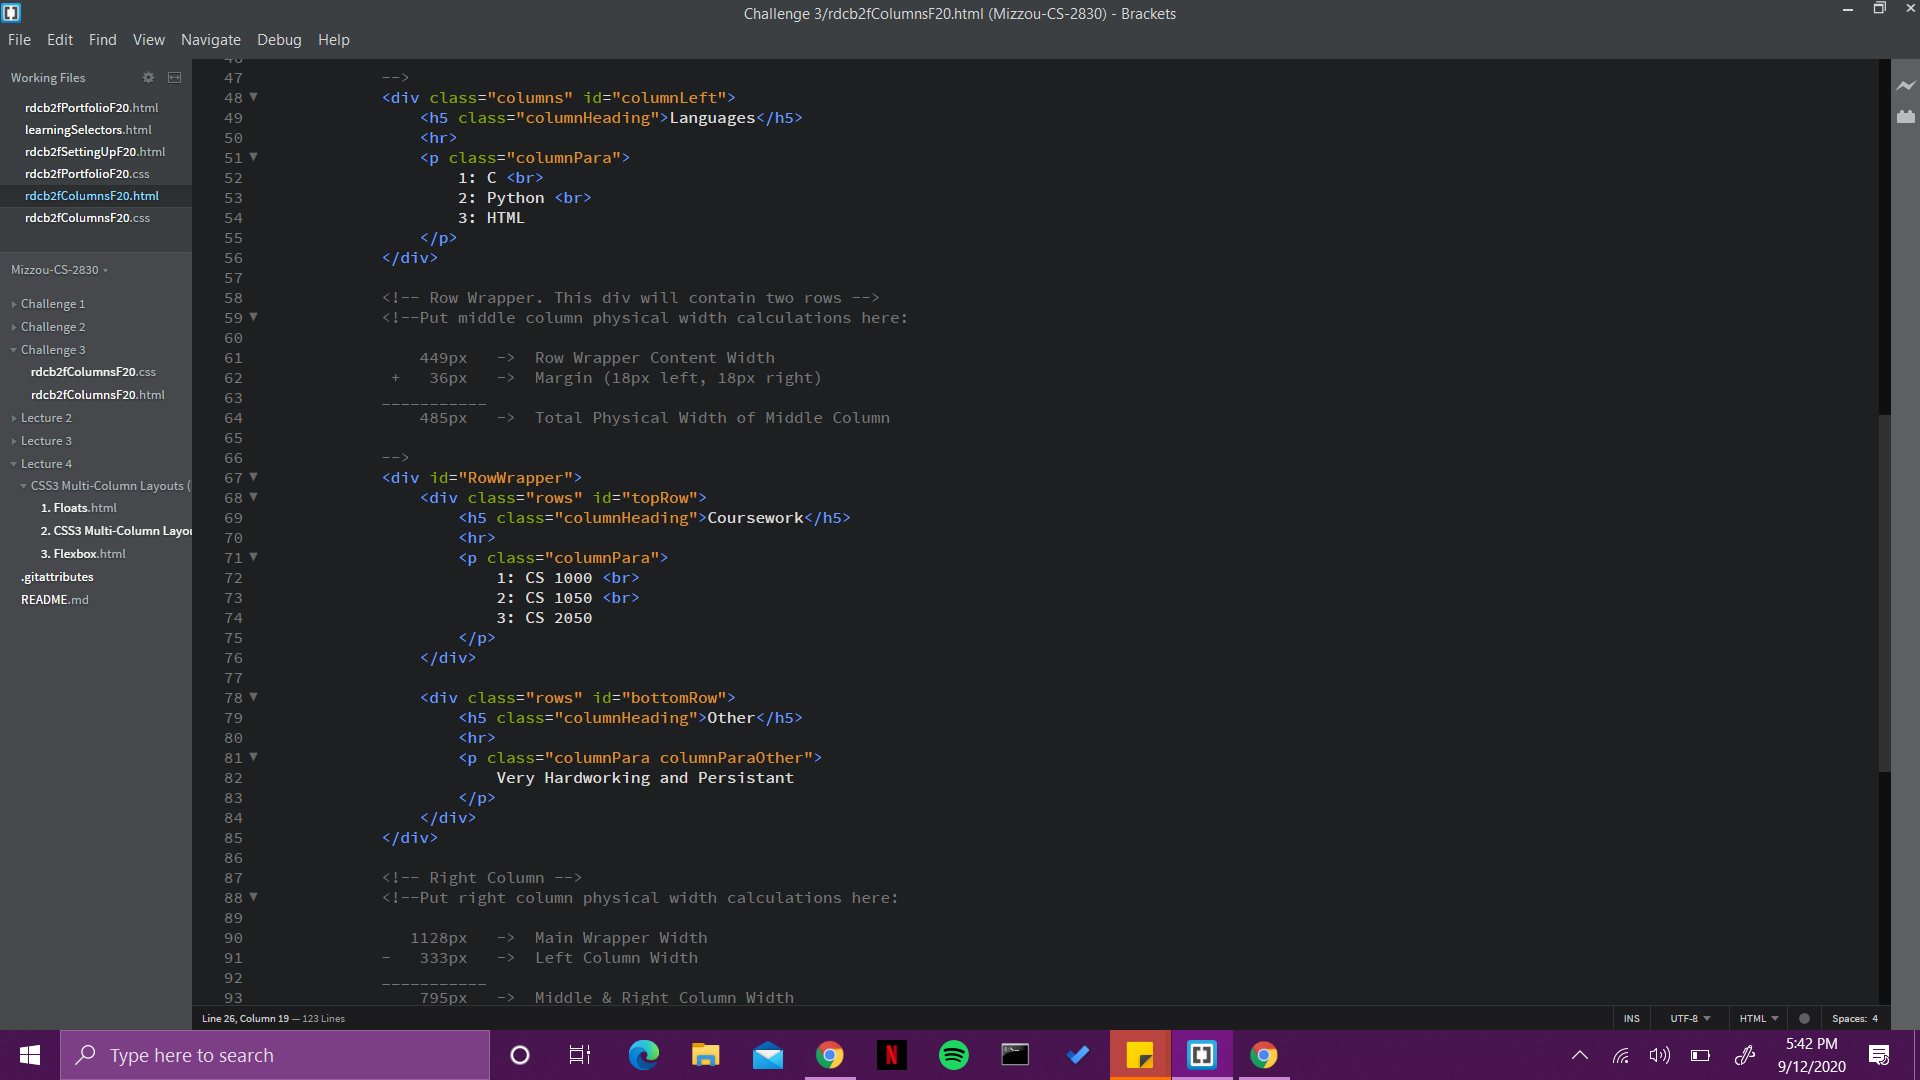 Challenge 3/rdcb2fColumnsF20.html (Mizzou-CS-2830) - Brackets
File Edit Find View Navigate Debug Help
Working Files
rdcb2fPortfolioF20.html
learningSelectors.html
rdcb2fSettingUpF20.html
rdcb2fPortfolioF20.css
rdcb2fColumnsF20.html
rdcb2fColumnsF20.css
Mizzou-CS-2830
Challenge 1
Challenge 2
Challenge 3
rdcb2fColumnsF20.css
rdcb2fColumnsF20.html
Lecture 2
Lecture 3
Lecture 4
CSS3 Multi-Column Layouts (
1. Floats.html
2. CSS3 Multi-Column Layou
3. Flexbox.html
.gitattributes
README.md
46
47 -->
48 <div class="columns" id="columnLeft">
49 <h5 class="columnHeading">Languages</h5>
50 <hr>
51 <p class="columnPara">
52 1: C <br>
53 2: Python <br>
54 3: HTML
55 </p>
56 </div>
57
58 <!-- Row Wrapper. This div will contain two rows -->
59 <!--Put middle column physical width calculations here:
60
61 449px -> Row Wrapper Content Width
62 + 36px -> Margin (18px left, 18px right)
63 ___________
64 485px -> Total Physical Width of Middle Column
65
66 -->
67 <div id="RowWrapper">
68 <div class="rows" id="topRow">
69 <h5 class="columnHeading">Coursework</h5>
70 <hr>
71 <p class="columnPara">
72 1: CS 1000 <br>
73 2: CS 1050 <br>
74 3: CS 2050
75 </p>
76 </div>
77
78 <div class="rows" id="bottomRow">
79 <h5 class="columnHeading">Other</h5>
80 <hr>
81 <p class="columnPara columnParaOther">
82 Very Hardworking and Persistant
83 </p>
84 </div>
85 </div>
86
87 <!-- Right Column -->
88 <!--Put right column physical width calculations here:
89
90 1128px -> Main Wrapper Width
91 - 333px -> Left Column Width
92 ___________
93 795px -> Middle & Right Column Width
Line 26, Column 19 — 123 Lines
INS UTF-8 HTML Spaces: 4
Type here to search
5:42 PM
9/12/2020